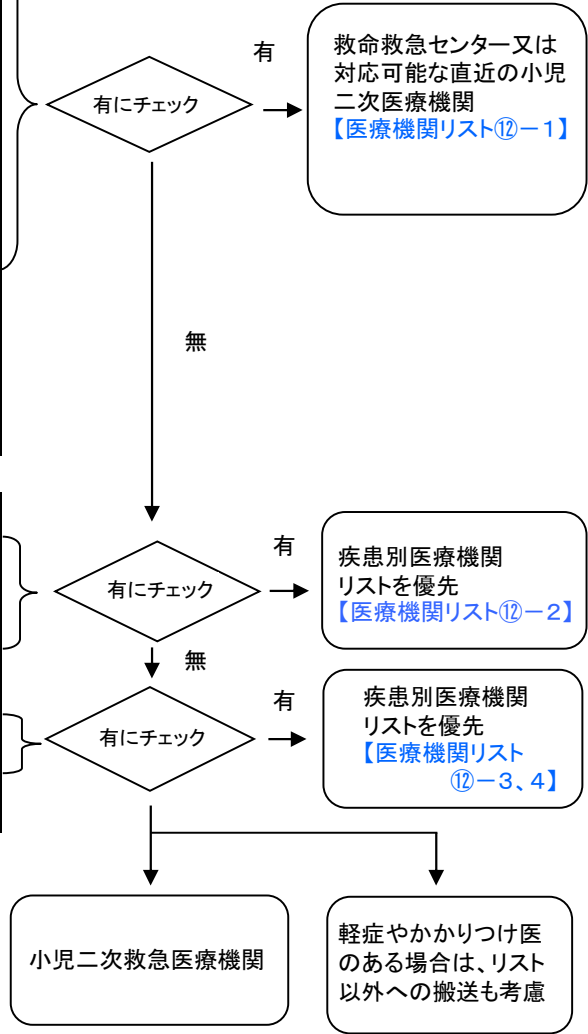 有
救命救急センター又は
対応可能な直近の小児
二次医療機関
【医療機関リスト⑫－１】
有にチェック
無
有
疾患別医療機関
リストを優先
【医療機関リスト⑫－２】
有にチェック
無
有
疾患別医療機関
リストを優先
【医療機関リスト
⑫－３、４】
有にチェック
小児二次救急医療機関
軽症やかかりつけ医
のある場合は、リスト
以外への搬送も考慮